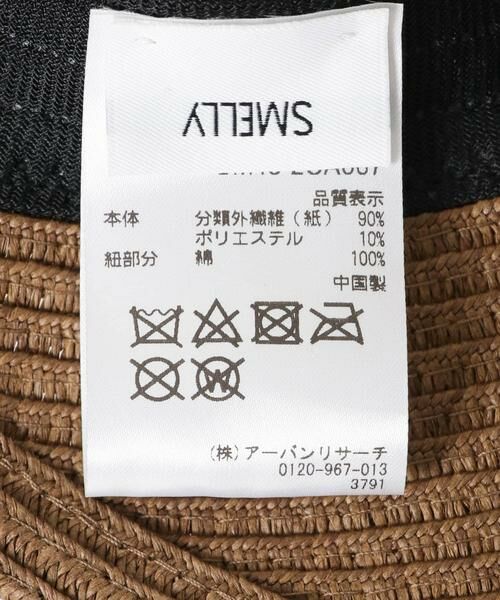 SMELLY
品質表示
本体 分類外繊維(紙) 90%
ポリエステル 10%
紐部分 綿 100%
中国製
W
(株)アーバンリサーチ
0120-967-013
3791